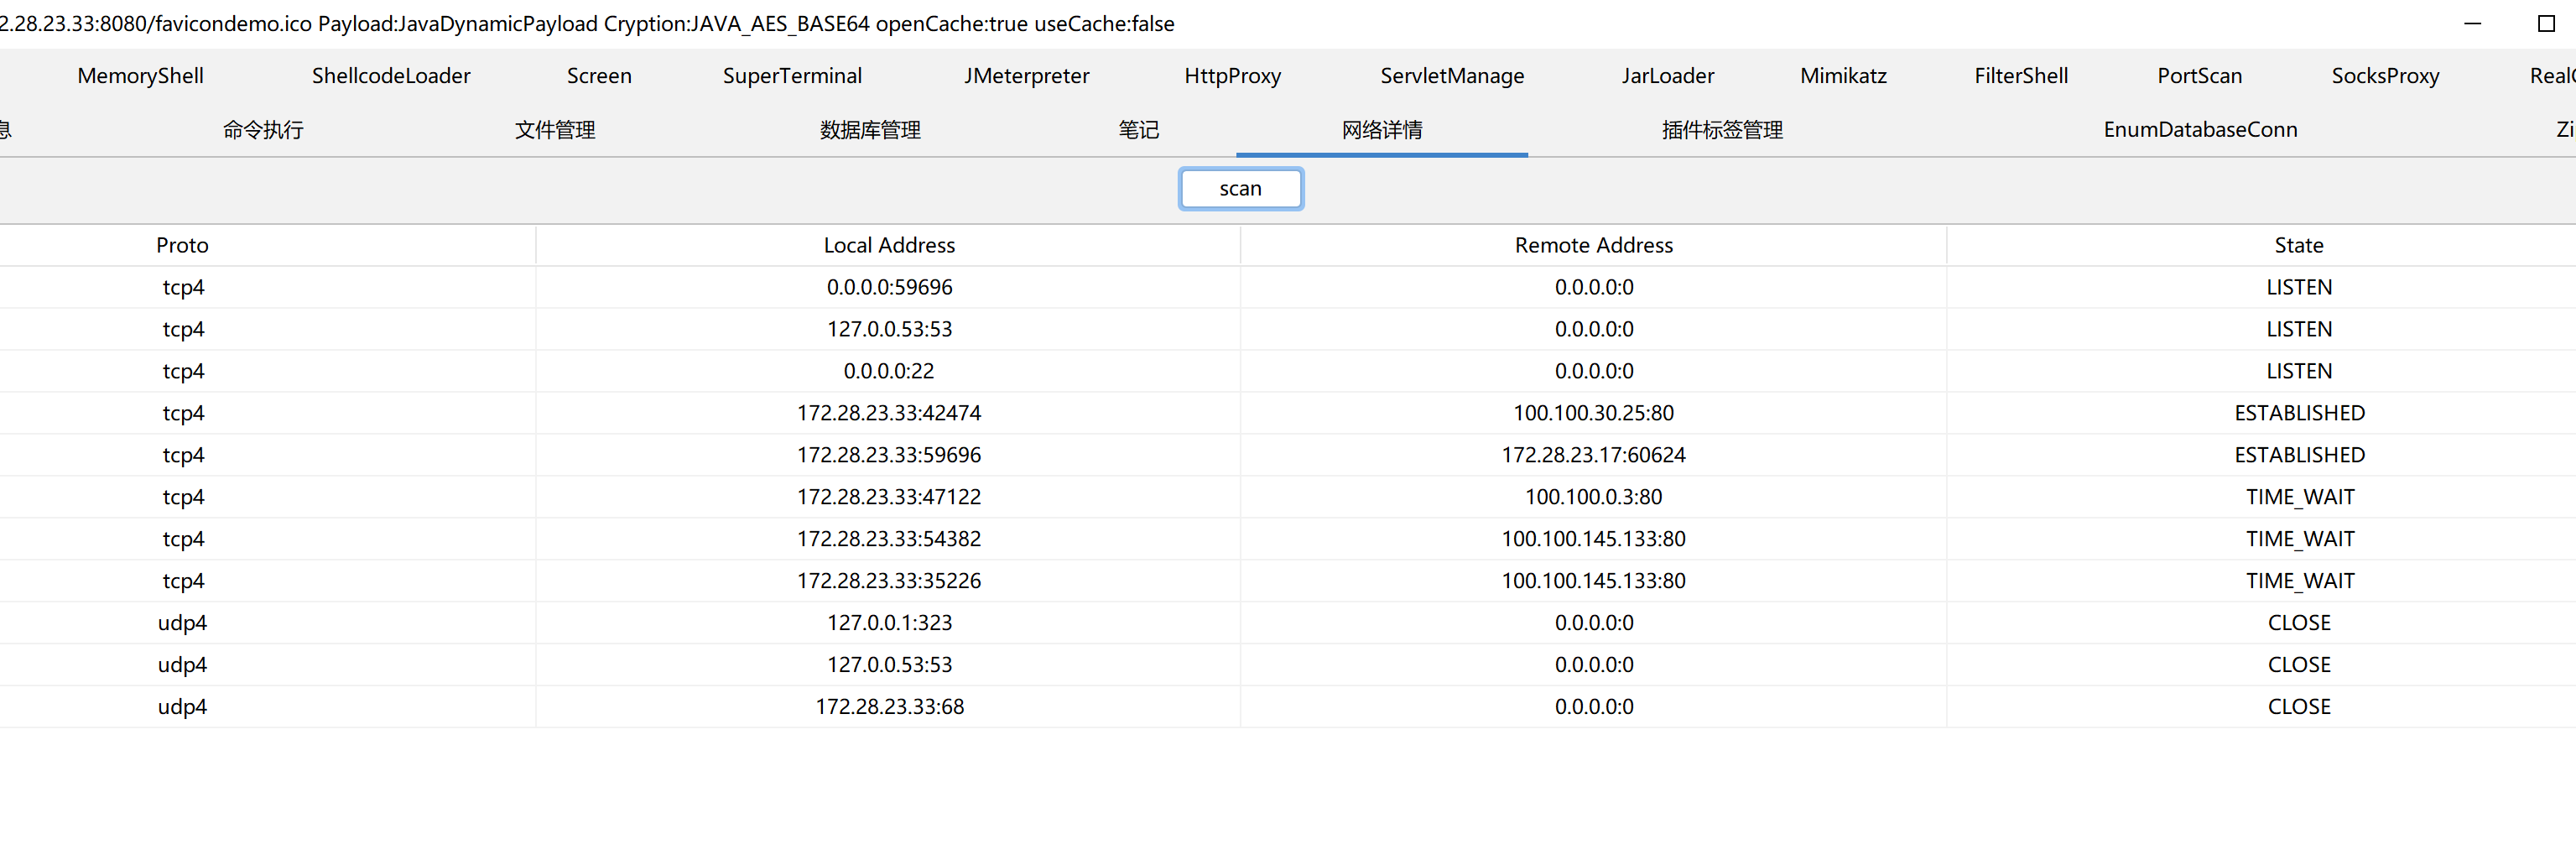 2.28.23.33:8080/favicondemo.ico Payload:JavaDynamicPayload Cryption:JAVA_AES_BASE64 openCache:true useCache:false
MemoryShell ShellcodeLoader Screen SuperTerminal JMeterpreter HttpProxy ServletManage JarLoader Mimikatz FilterShell PortScan SocksProxy Real
息 命令执行 文件管理 数据库管理 笔记 网络详情 插件标签管理 EnumDatabaseConn Zi
scan
Proto Local Address Remote Address State
tcp4 0.0.0.0:59696 0.0.0.0:0 LISTEN
tcp4 127.0.0.53:53 0.0.0.0:0 LISTEN
tcp4 0.0.0.0:22 0.0.0.0:0 LISTEN
tcp4 172.28.23.33:42474 100.100.30.25:80 ESTABLISHED
tcp4 172.28.23.33:59696 172.28.23.17:60624 ESTABLISHED
tcp4 172.28.23.33:47122 100.100.0.3:80 TIME_WAIT
tcp4 172.28.23.33:54382 100.100.145.133:80 TIME_WAIT
tcp4 172.28.23.33:35226 100.100.145.133:80 TIME_WAIT
udp4 127.0.0.1:323 0.0.0.0:0 CLOSE
udp4 127.0.0.53:53 0.0.0.0:0 CLOSE
udp4 172.28.23.33:68 0.0.0.0:0 CLOSE